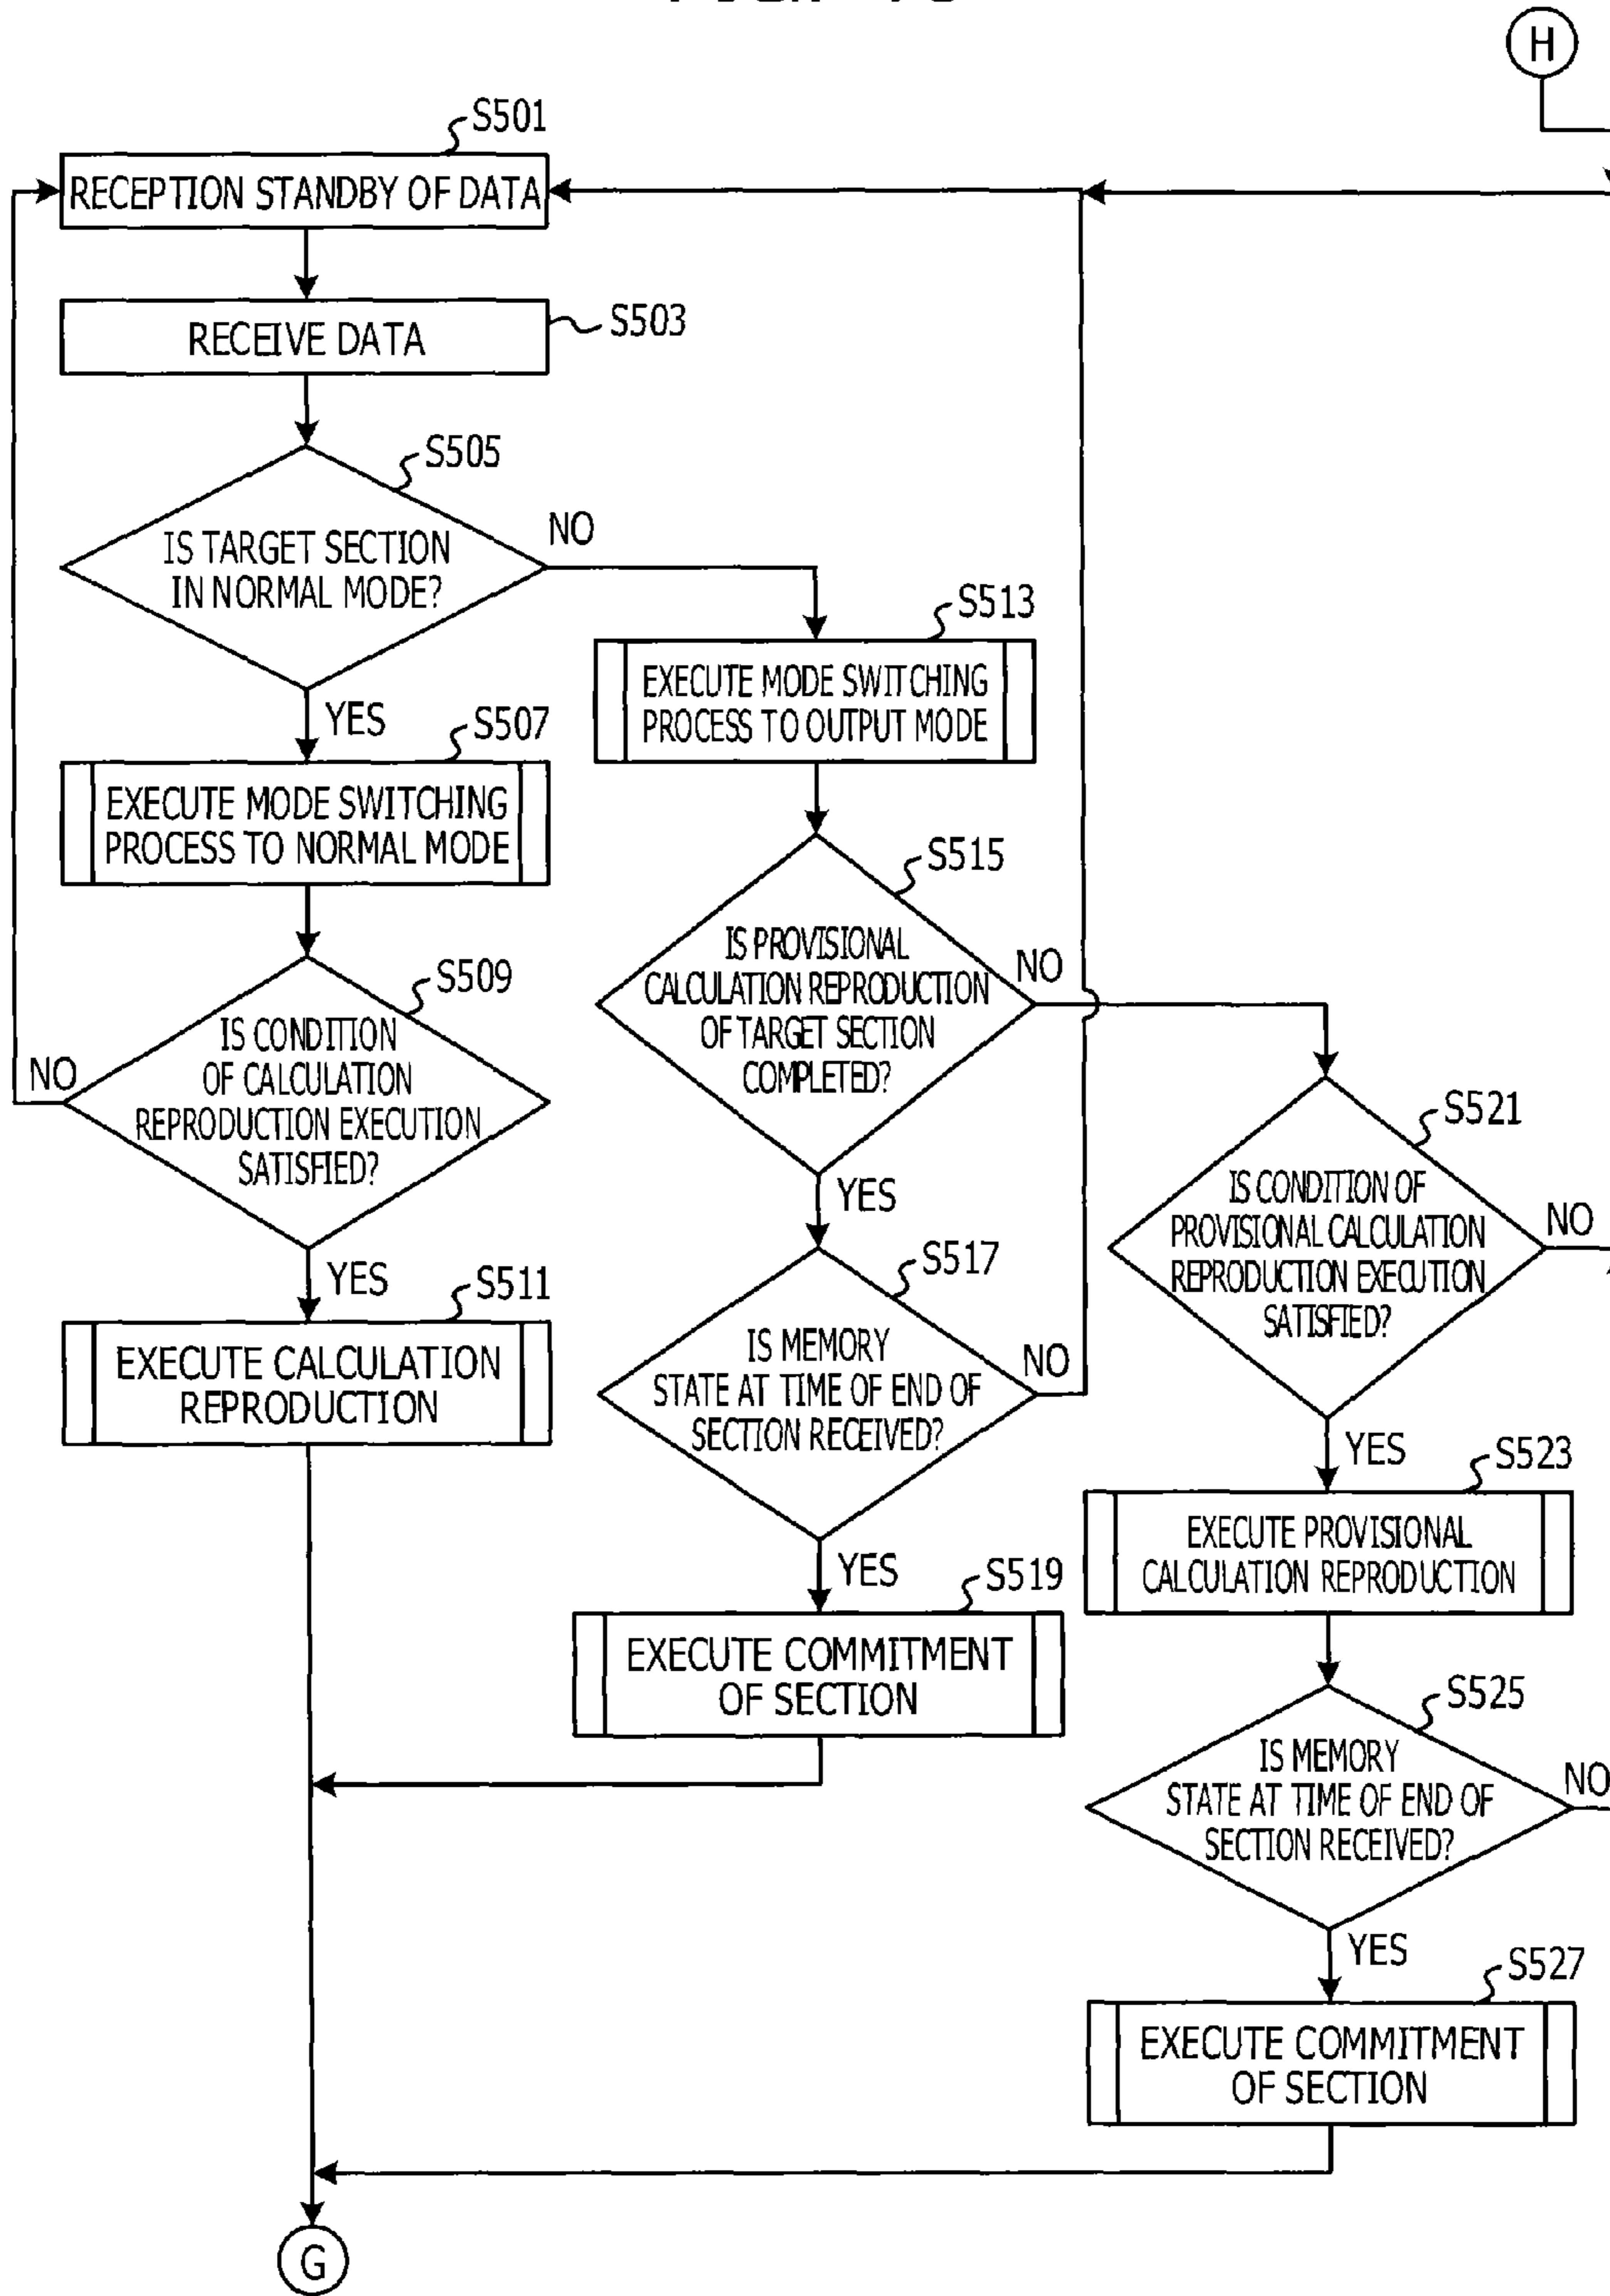 H
S501
RECEPTION STANDBY OF DATA
S503
RECEIVE DATA
S505
IS TARGET SECTION
IN NORMAL MODE?
NO
YES
S507
EXECUTE MODE SWITCHING
PROCESS TO NORMAL MODE
S509
IS CONDITION
OF CALCULATION
REPRODUCTION EXECUTION
SATISFIED?
NO
YES
S511
EXECUTE CALCULATION
REPRODUCTION
S513
EXECUTE MODE SWITCHING
PROCESS TO OUTPUT MODE
S515
IS PROVISIONAL
CALCULATION REPRODUCTION
OF TARGET SECTION
COMPLETED?
NO
YES
S517
IS MEMORY
STATE AT TIME OF END OF
SECTION RECEIVED?
NO
YES
S519
EXECUTE COMMITMENT
OF SECTION
S521
IS CONDITION OF
PROVISIONAL CALCULATION
REPRODUCTION EXECUTION
SATISFIED?
NO
YES
S523
EXECUTE PROVISIONAL
CALCULATION REPRODUCTION
S525
IS MEMORY
STATE AT TIME OF END OF
SECTION RECEIVED?
NO
YES
S527
EXECUTE COMMITMENT
OF SECTION
G